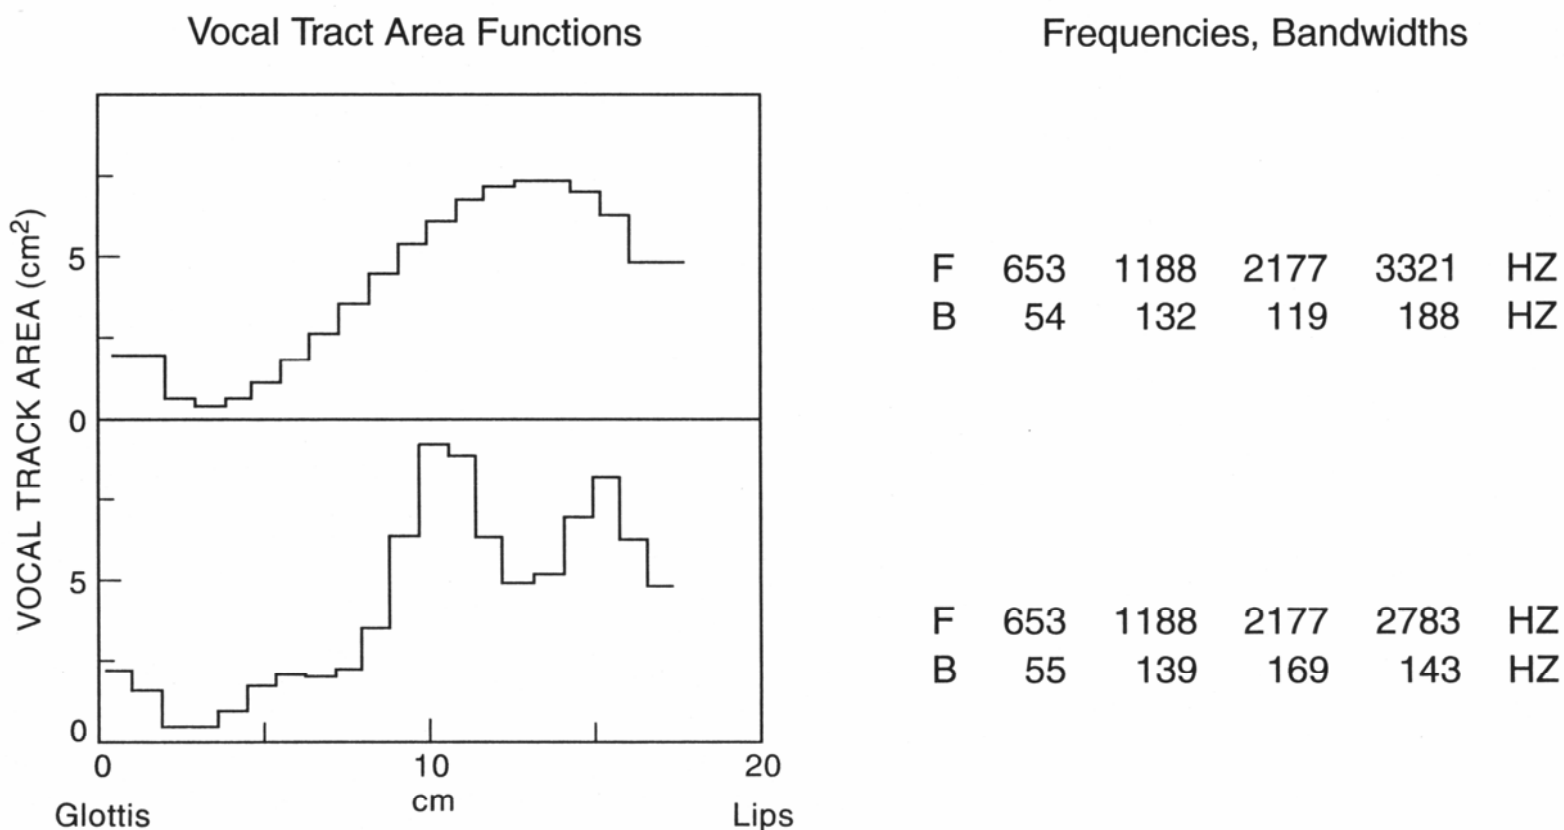 Vocal Tract Area Functions
Frequencies, Bandwidths
VOCAL TRACK AREA (cm2)
5
0
5
0
F 653 1188 2177 3321 HZ
B 54 132 119 188 HZ
F 653 1188 2177 2783 HZ
B 55 139 169 143 HZ
0 10 20
cm
Glottis Lips